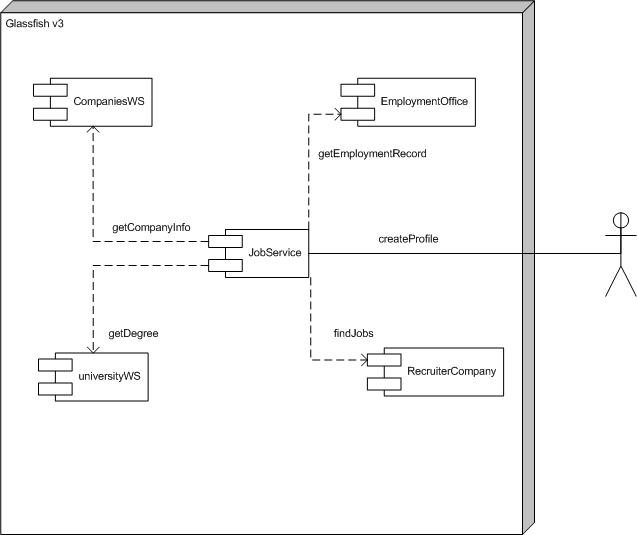 Glassfish v3
CompaniesWS
EmploymentOffice
getEmploymentRecord
getCompanyInfo
createProfile
JobService
getDegree
findJobs
universityWS
RecruiterCompany